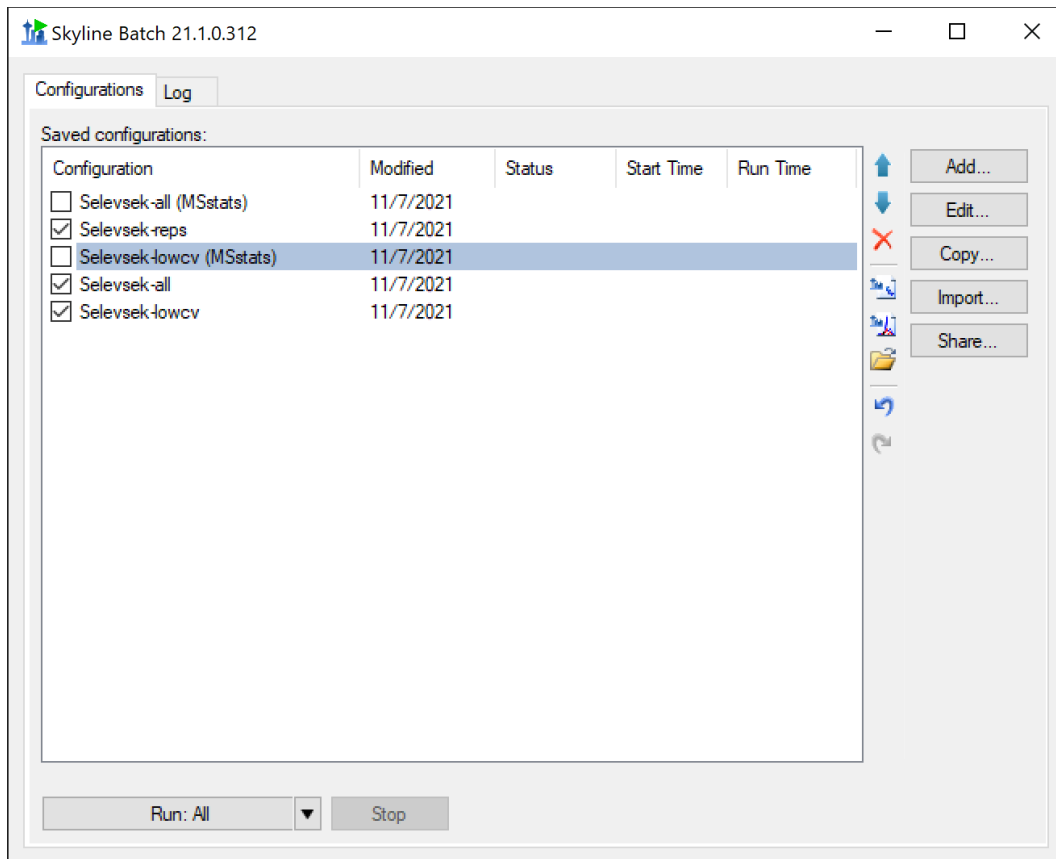 Skyline Batch 21.1.0.312
Configurations Log
Saved configurations:
Configuration Modified Status Start Time Run Time
Selevsek-all (MSstats) 11/7/2021
Selevsek-reps 11/7/2021
Selevsek-lowcv (MSstats) 11/7/2021
Selevsek-all 11/7/2021
Selevsek-lowcv 11/7/2021
Add...
Edit...
Copy...
Import...
Share...
Run: All Stop